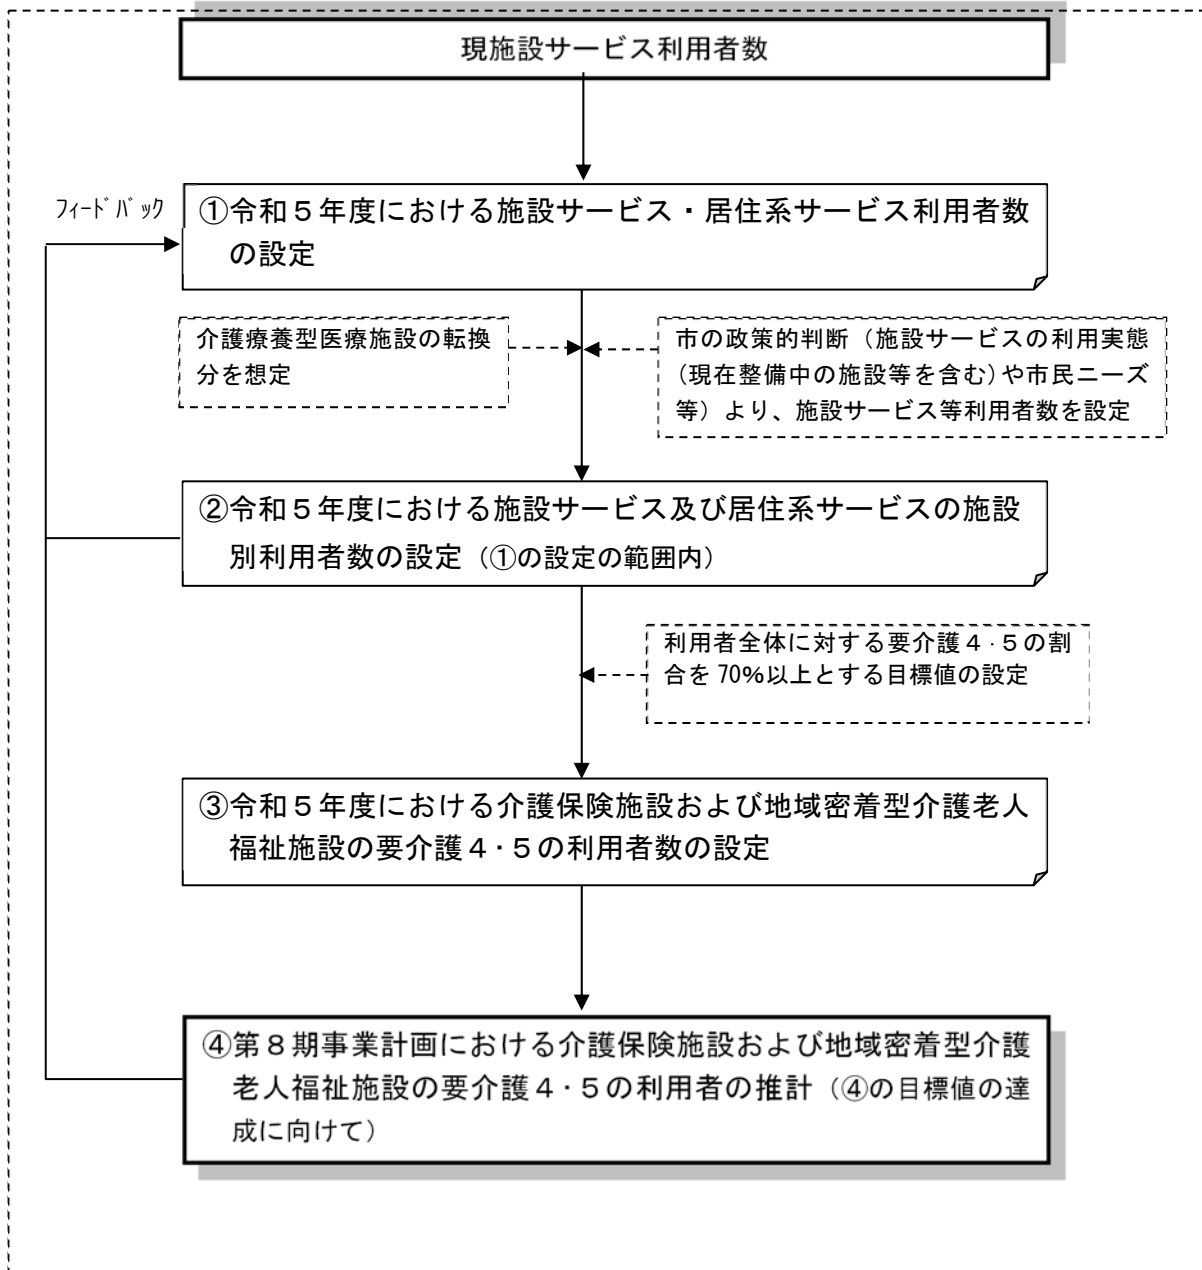 現施設サービス利用者数
フィードバック
①令和５年度における施設サービス・居住系サービス利用者数
の設定
介護療養型医療施設の転換
分を想定
市の政策的判断（施設サービスの利用実態
(現在整備中の施設等を含む)や市民ニーズ
等）より、施設サービス等利用者数を設定
②令和５年度における施設サービス及び居住系サービスの施設
別利用者数の設定（①の設定の範囲内）
利用者全体に対する要介護４・５の割
合を 70%以上とする目標値の設定
③令和５年度における介護保険施設および地域密着型介護老人
福祉施設の要介護４・５の利用者数の設定
④第８期事業計画における介護保険施設および地域密着型介護
老人福祉施設の要介護４・５の利用者の推計（④の目標値の達
成に向けて）